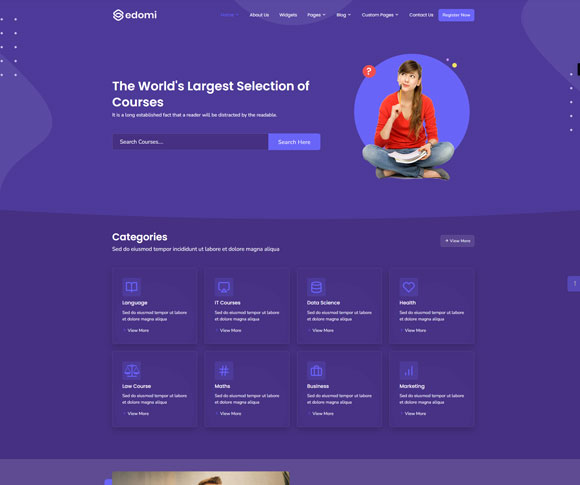 edomi
Home
About Us
Widgets
Pages
Blog
Custom Pages
Contact Us
Register Now
?
The World's Largest Selection of
Courses
It is a long established fact that a reader will be distracted by the readable.
Search Courses...
Search Here
Categories
Sed do eiusmod tempor incididunt ut labore et dolore magna aliqua
+ View More
Language
Sed do eiusmod tempor ut labore
et dolore magna aliqua
View More
IT Courses
Sed do eiusmod tempor ut labore
et dolore magna aliqua
View More
Data Science
Sed do eiusmod tempor ut labore
et dolore magna aliqua
View More
Health
Sed do eiusmod tempor ut labore
et dolore magna aliqua
View More
Law Course
Sed do eiusmod tempor ut labore
et dolore magna aliqua
View More
Maths
Sed do eiusmod tempor ut labore
et dolore magna aliqua
View More
Business
Sed do eiusmod tempor ut labore
et dolore magna aliqua
View More
Marketing
Sed do eiusmod tempor ut labore
et dolore magna aliqua
View More